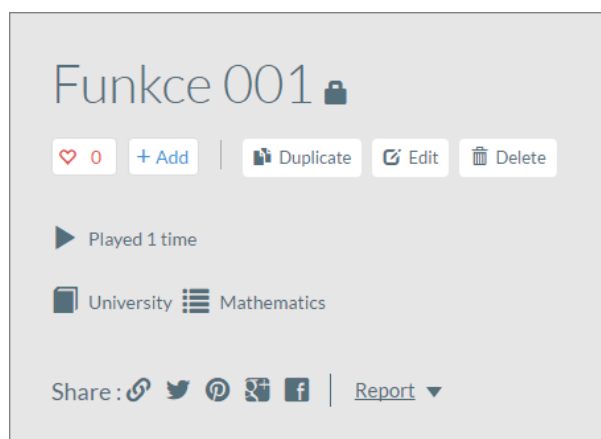 Funkce 001
0 + Add Duplicate Edit Delete
Played 1 time
University Mathematics
Share : Report